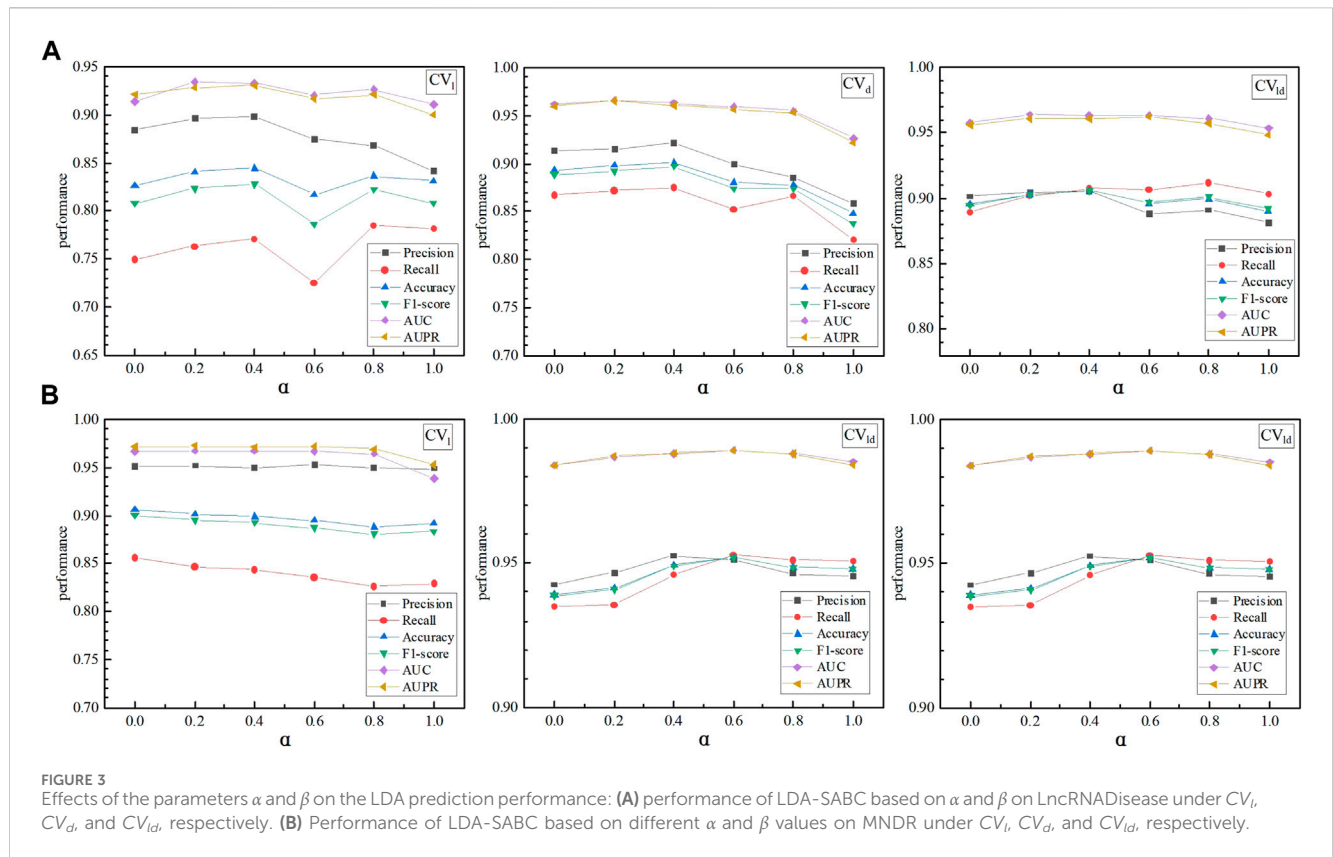 A
0.95
0.90
0.85
0.80
0.75
0.70
0.65
performance
CVl
Precision
Recall
Accuracy
F1-score
AUC
AUPR
0.0 0.2 0.4 0.6 0.8 1.0
α
1.00
0.95
0.90
0.85
0.80
0.75
0.70
performance
CVd
Precision
Recall
Accuracy
F1-score
AUC
AUPR
0.0 0.2 0.4 0.6 0.8 1.0
α
1.00
0.95
0.90
0.85
0.80
performance
CVld
Precision
Recall
Accuracy
F1-score
AUC
AUPR
0.0 0.2 0.4 0.6 0.8 1.0
α
B
1.00
0.95
0.90
0.85
0.80
0.75
0.70
performance
CVl
Precision
Recall
Accuracy
F1-score
AUC
AUPR
0.0 0.2 0.4 0.6 0.8 1.0
α
1.00
0.95
0.90
performance
CVld
Precision
Recall
Accuracy
F1-score
AUC
AUPR
0.0 0.2 0.4 0.6 0.8 1.0
α
1.00
0.95
0.90
performance
CVld
Precision
Recall
Accuracy
F1-score
AUC
AUPR
0.0 0.2 0.4 0.6 0.8 1.0
α
FIGURE 3
Effects of the parameters α and β on the LDA prediction performance: (A) performance of LDA-SABC based on α and β on LncRNADisease under CVl,
CVd, and CVld, respectively. (B) Performance of LDA-SABC based on different α and β values on MNDR under CVl, CVd, and CVld, respectively.